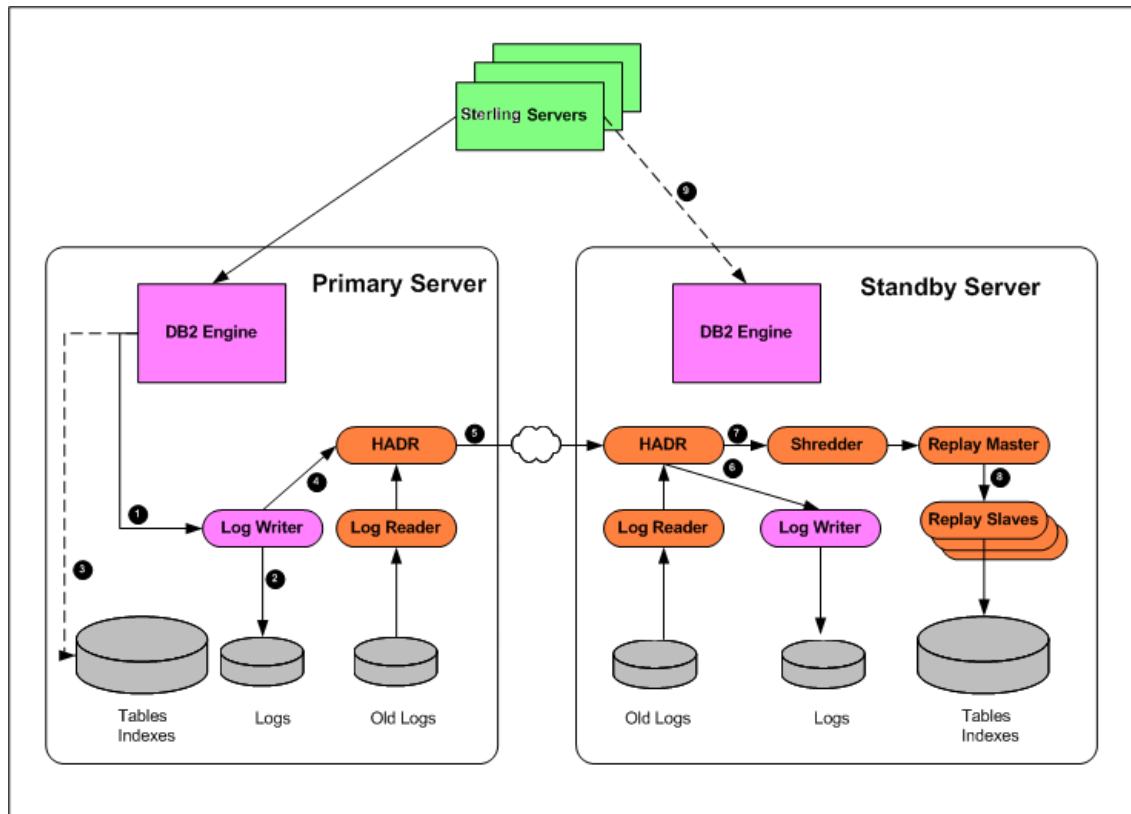 Sterling Servers
9
Primary Server
Standby Server
DB2 Engine
DB2 Engine
HADR
5
HADR
7
Shredder
Replay Master
4
6
8
1
Log Writer
Log Reader
Log Reader
Log Writer
Replay Slaves
3
2
Tables
Indexes
Logs
Old Logs
Old Logs
Logs
Tables
Indexes